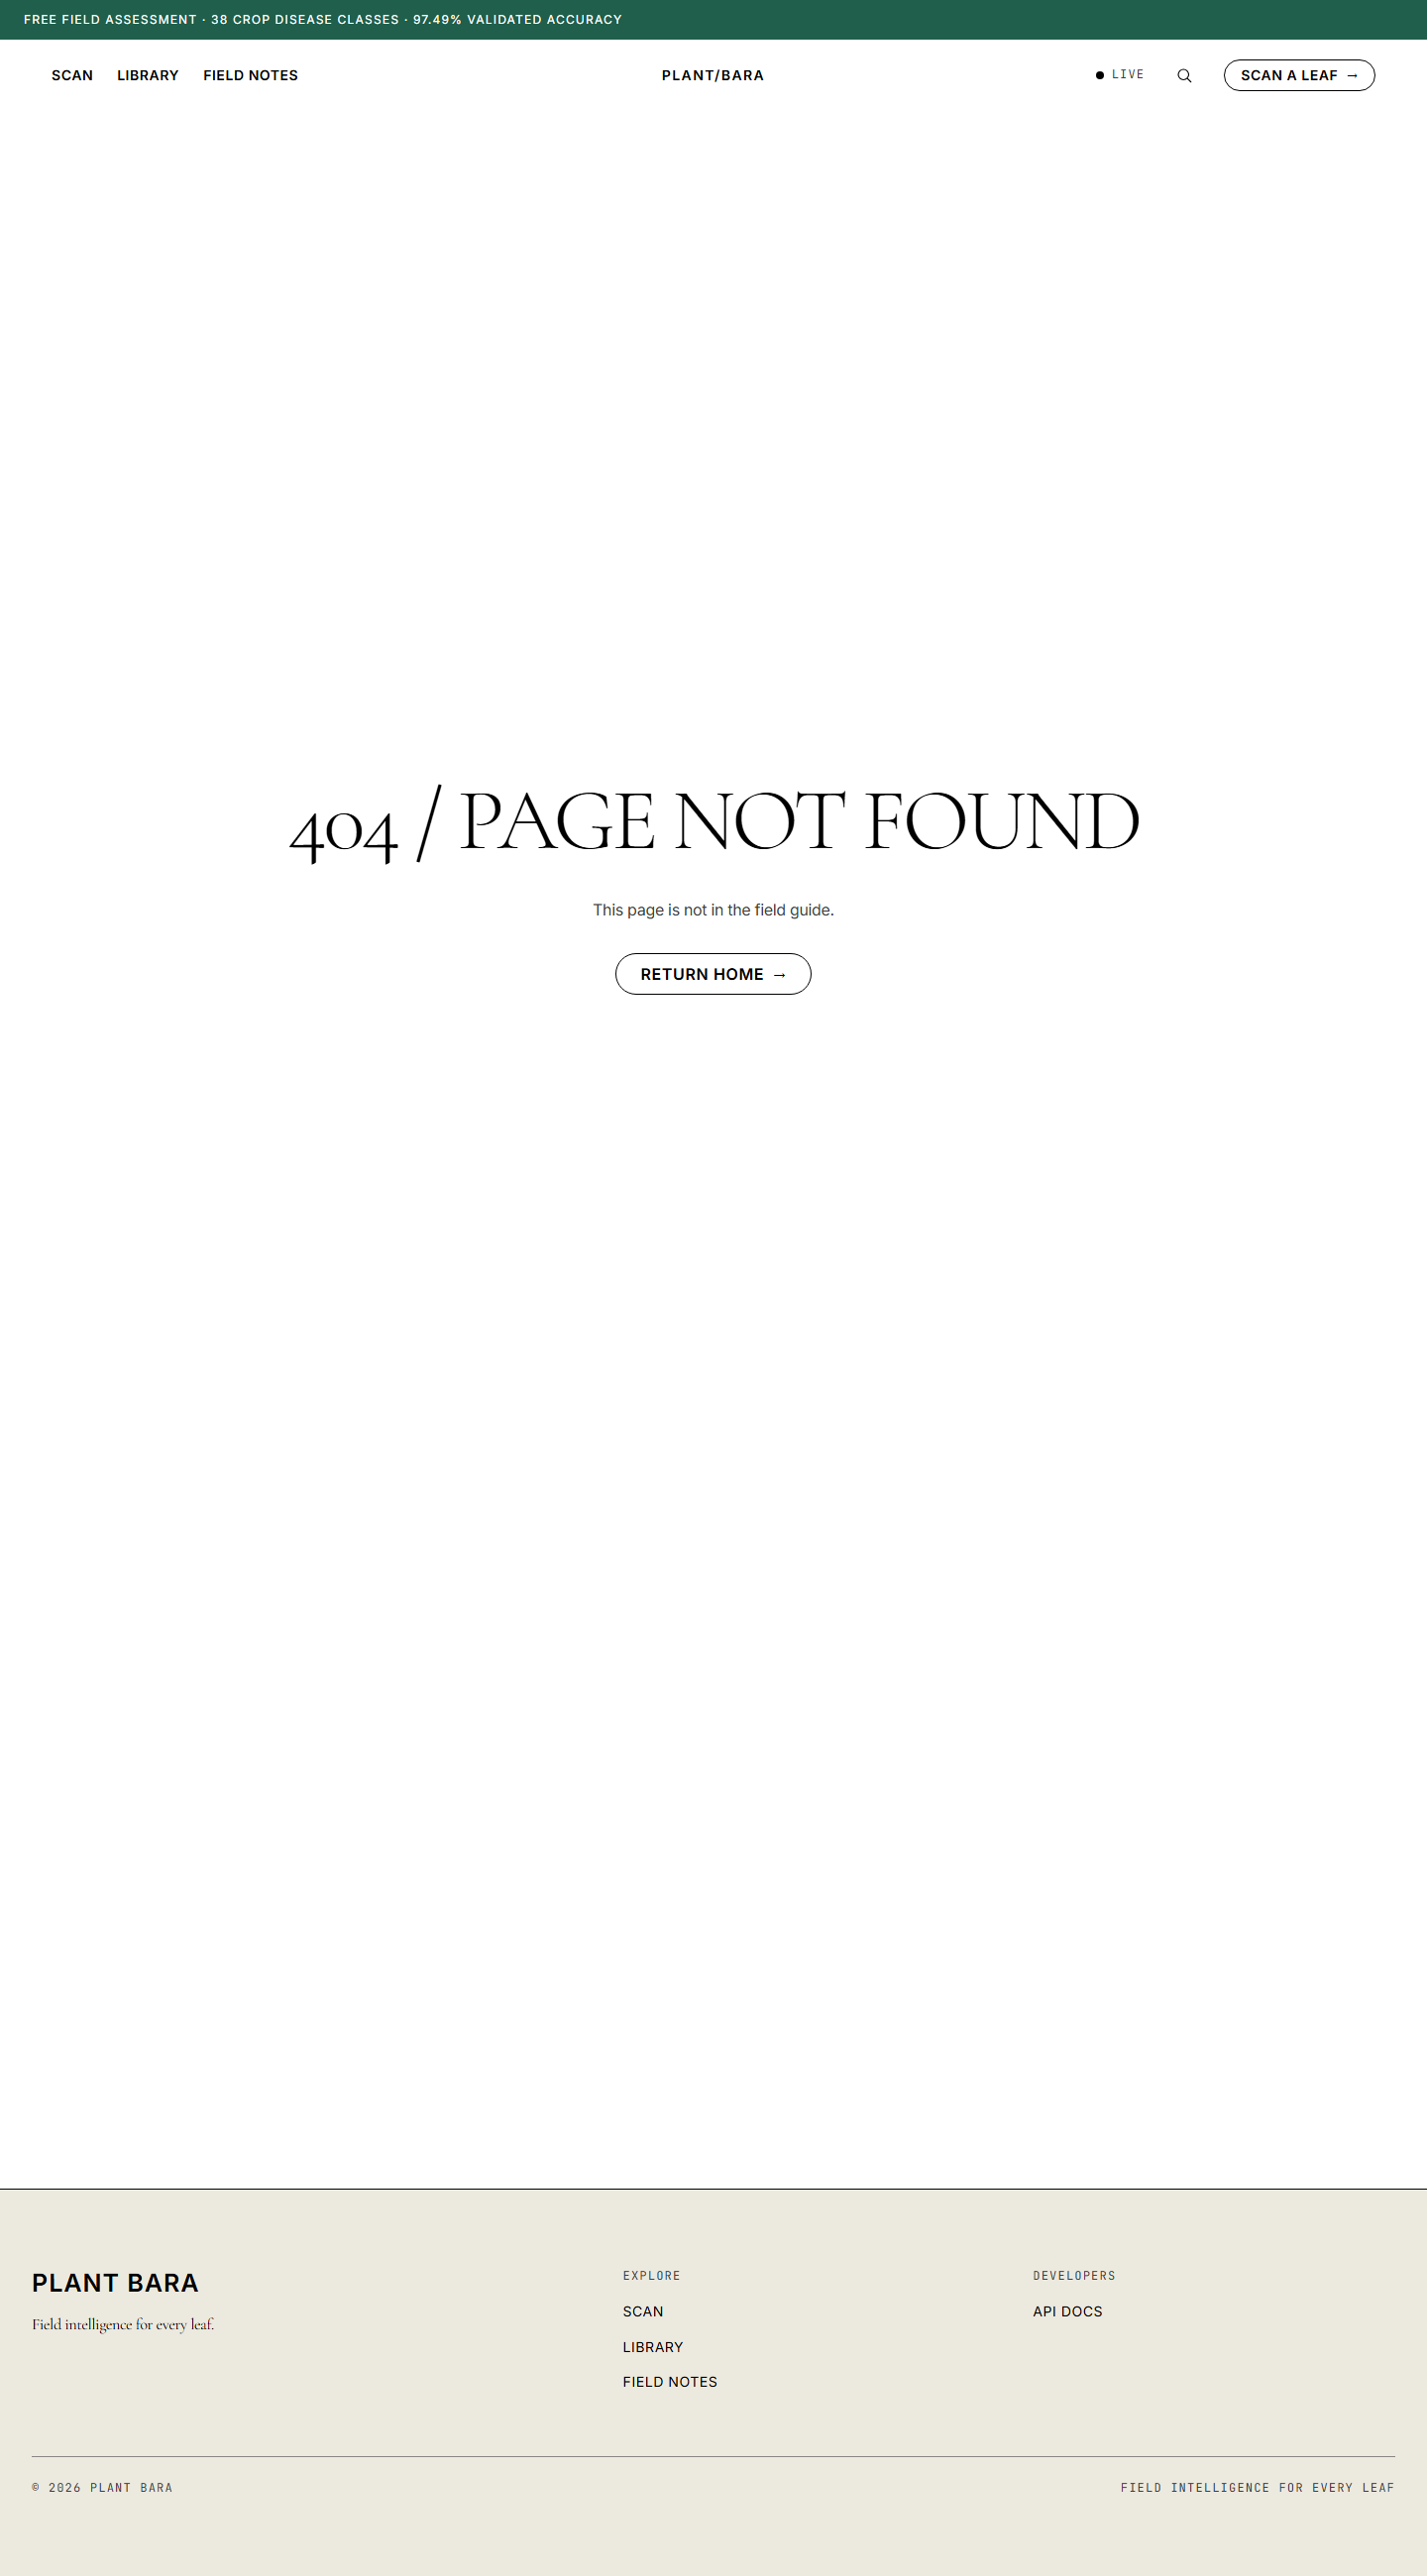 FREE FIELD ASSESSMENT · 38 CROP DISEASE CLASSES · 97.49% VALIDATED ACCURACY
SCAN LIBRARY FIELD NOTES PLANT/BARA LIVE SCAN A LEAF →
404 / PAGE NOT FOUND
This page is not in the field guide.
RETURN HOME →
PLANT BARA
Field intelligence for every leaf.
EXPLORE
SCAN
LIBRARY
FIELD NOTES
DEVELOPERS
API DOCS
© 2026 PLANT BARA
FIELD INTELLIGENCE FOR EVERY LEAF